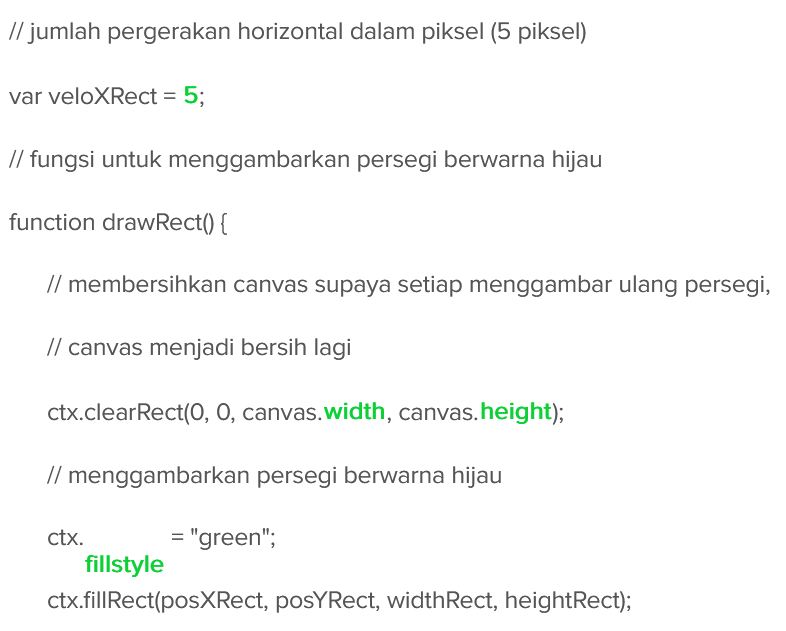 // jumlah pergerakan horizontal dalam piksel (5 piksel)
var veloXRect = 5;
// fungsi untuk menggambarkan persegi berwarna hijau
function drawRect() {
// membersihkan canvas supaya setiap menggambar ulang persegi,
// canvas menjadi bersih lagi
ctx.clearRect(0, 0, canvas.width, canvas.height);
// menggambarkan persegi berwarna hijau
ctx. = "green";
fillstyle
ctx.fillRect(posXRect, posYRect, widthRect, heightRect);